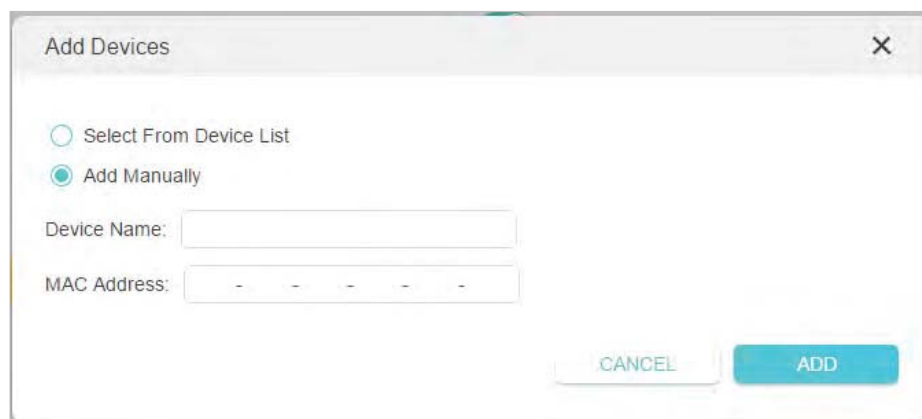 Add Devices
Select From Device List
Add Manually
Device Name:
MAC Address: - - - - -
CANCEL ADD